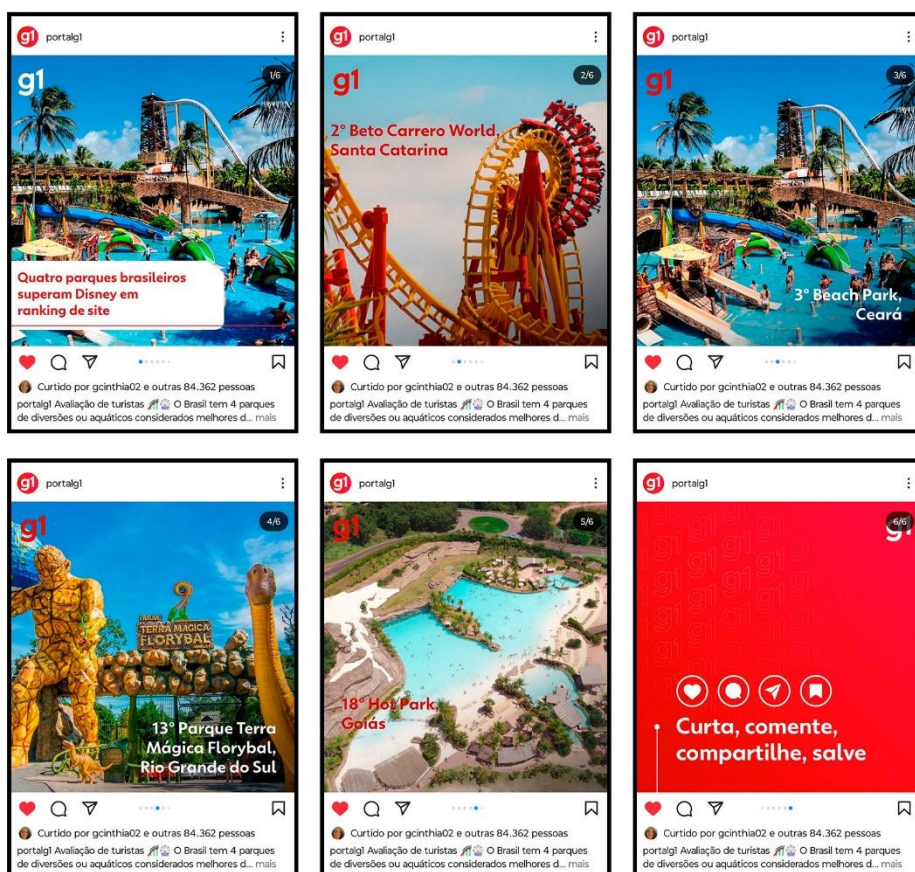 g1 portalg1
1/6
g1
Quatro parques brasileiros
superam Disney em
ranking de site
Curtido por gcinthia02 e outras 84.362 pessoas
portalg1 Avaliação de turistas 🎢🎡 O Brasil tem 4 parques
de diversões ou aquáticos considerados melhores d... mais
g1 portalg1
2/6
g1
2º Beto Carrero World,
Santa Catarina
Curtido por gcinthia02 e outras 84.362 pessoas
portalg1 Avaliação de turistas 🎢🎡 O Brasil tem 4 parques
de diversões ou aquáticos considerados melhores d... mais
g1 portalg1
3/6
g1
3º Beach Park,
Ceará
Curtido por gcinthia02 e outras 84.362 pessoas
portalg1 Avaliação de turistas 🎢🎡 O Brasil tem 4 parques
de diversões ou aquáticos considerados melhores d... mais
g1 portalg1
4/6
g1
PARQUE
TERRA MÁGICA
FLORYBAL
13º Parque Terra
Mágica Florybal,
Rio Grande do Sul
Curtido por gcinthia02 e outras 84.362 pessoas
portalg1 Avaliação de turistas 🎢🎡 O Brasil tem 4 parques
de diversões ou aquáticos considerados melhores d... mais
g1 portalg1
5/6
g1
18º Hot Park,
Goiás
Curtido por gcinthia02 e outras 84.362 pessoas
portalg1 Avaliação de turistas 🎢🎡 O Brasil tem 4 parques
de diversões ou aquáticos considerados melhores d... mais
g1 portalg1
6/6
g1
Curta, comente,
compartilhe, salve
Curtido por gcinthia02 e outras 84.362 pessoas
portalg1 Avaliação de turistas 🎢🎡 O Brasil tem 4 parques
de diversões ou aquáticos considerados melhores d... mais